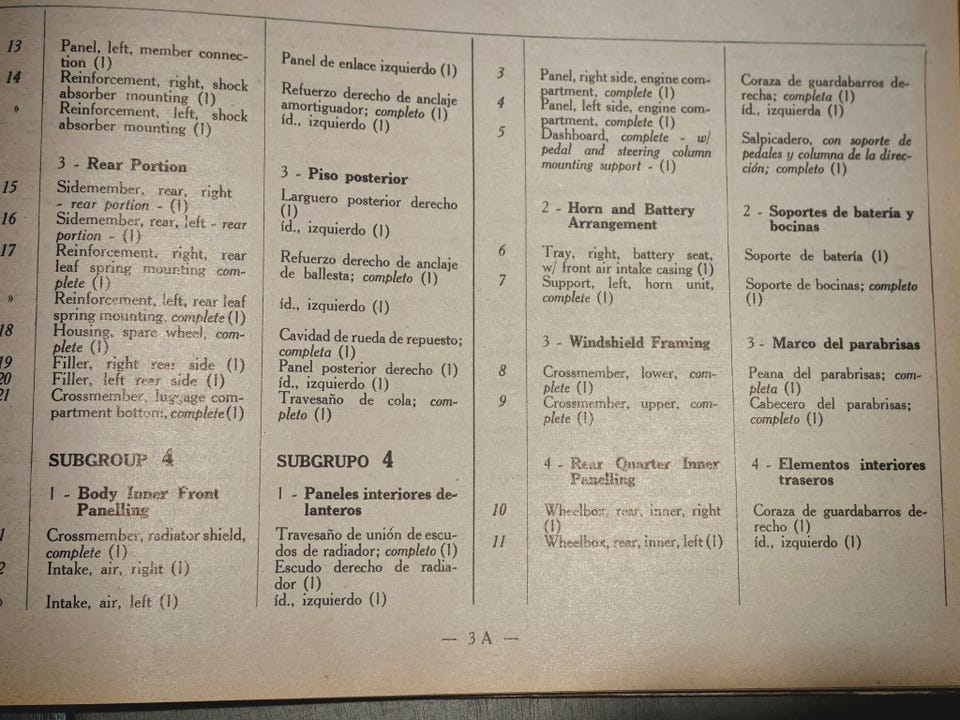 13
Panel, left, member connec-
tion (1)
14
Reinforcement, right, shock
absorber mounting (1)
»
Reinforcement, left, shock
absorber mounting (1)
3 - Rear Portion
15
Sidemember, rear, right
- rear portion - (1)
16
Sidemember, rear, left - rear
portion - (1)
17
Reinforcement, right, rear
leaf spring mounting com-
plete (1)
»
Reinforcement, left, rear leaf
spring mounting, complete (1)
18
Housing, spare wheel, com-
plete (1)
19
Filler, right rear side (1)
20
Filler, left rear side (1)
21
Crossmember, luggage com-
partment bottom, complete (1)
SUBGROUP 4
1 - Body Inner Front
Panelling
1
Crossmember, radiator shield,
complete (1)
2
Intake, air, right (1)
»
Intake, air, left (1)
Panel de enlace izquierdo (1)
Refuerzo derecho de anclaje
amortiguador; completo (1)
íd., izquierdo (1)
3 - Piso posterior
Larguero posterior derecho
(1)
íd., izquierdo (1)
Refuerzo derecho de anclaje
de ballesta; completo (1)
íd., izquierdo (1)
Cavidad de rueda de repuesto;
completa (1)
Panel posterior derecho (1)
íd., izquierdo (1)
Travesaño de cola; com-
pleto (1)
SUBGRUPO 4
1 - Paneles interiores de-
lanteros
Travesaño de unión de escu-
dos de radiador; completo (1)
Escudo derecho de radia-
dor (1)
íd., izquierdo (1)
3
Panel, right side, engine com-
partment, complete (1)
4
Panel, left side, engine com-
partment, complete (1)
5
Dashboard, complete - w/
pedal and steering column
mounting support - (1)
2 - Horn and Battery
Arrangement
6
Tray, right, battery seat,
w/ front air intake casing (1)
7
Support, left, horn unit,
complete (1)
3 - Windshield Framing
8
Crossmember, lower, com-
plete (1)
9
Crossmember, upper, com-
plete (1)
4 - Rear Quarter Inner
Panelling
10
Wheelbox, rear, inner, right
(1)
11
Wheelbox, rear, inner, left (1)
Coraza de guardabarros de-
recha; completa (1)
íd., izquierda (1)
Salpicadero, con soporte de
pedales y columna de la direc-
ción; completo (1)
2 - Soportes de batería y
bocinas
Soporte de batería (1)
Soporte de bocinas; completo
(1)
3 - Marco del parabrisas
Peana del parabrisas; com-
pleta (1)
Cabecero del parabrisas;
completo (1)
4 - Elementos interiores
traseros
Coraza de guardabarros de-
recho (1)
íd., izquierdo (1)
— 3 A —